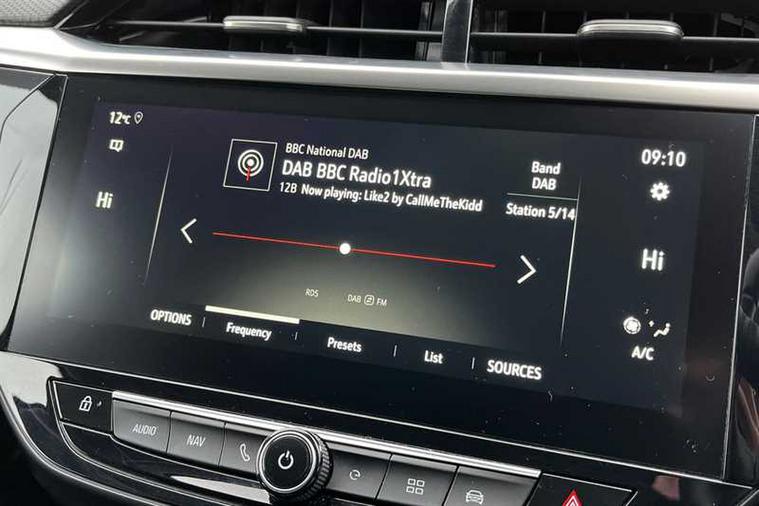 12°C
09:10
BBC National DAB
DAB BBC Radio1Xtra
12B Now playing: Like2 by CallMeTheKidd
Band
DAB
Station 5/14
Hi
Hi
RDS
DAB FM
A/C
OPTIONS
Frequency
Presets
List
SOURCES
AUDIO
NAV